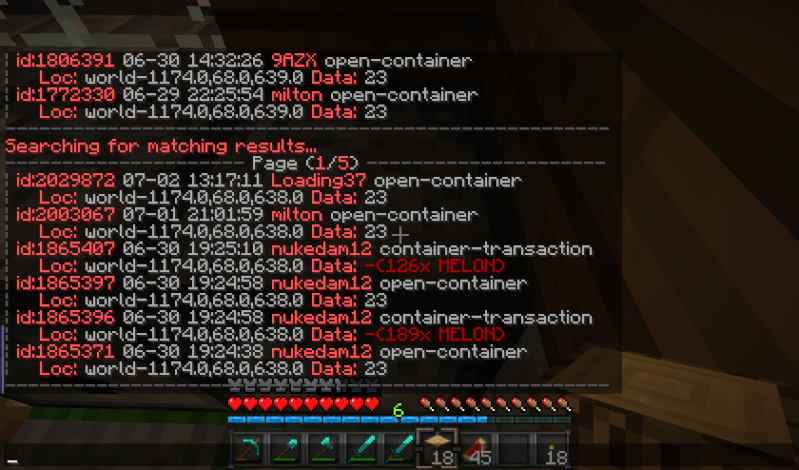 id:1806391 06-30 14:32:26 9AZX open-container
Loc: world-1174.0,68.0,639.0 Data: 23
id:1772330 06-29 22:25:54 milton open-container
Loc: world-1174.0,68.0,639.0 Data: 23
Searching for matching results...
Page (1/5)
id:2029872 07-02 13:17:11 Loading37 open-container
Loc: world-1174.0,68.0,638.0 Data: 23
id:2003067 07-01 21:01:59 milton open-container
Loc: world-1174.0,68.0,638.0 Data: 23
id:1865407 06-30 19:25:10 nukedam12 container-transaction
Loc: world-1174.0,68.0,638.0 Data: -(126x MELON)
id:1865397 06-30 19:24:58 nukedam12 open-container
Loc: world-1174.0,68.0,638.0 Data: 23
id:1865396 06-30 19:24:58 nukedam12 container-transaction
Loc: world-1174.0,68.0,638.0 Data: -(189x MELON)
id:1865371 06-30 19:24:38 nukedam12 open-container
Loc: world-1174.0,68.0,638.0 Data: 23
6
18 45 18